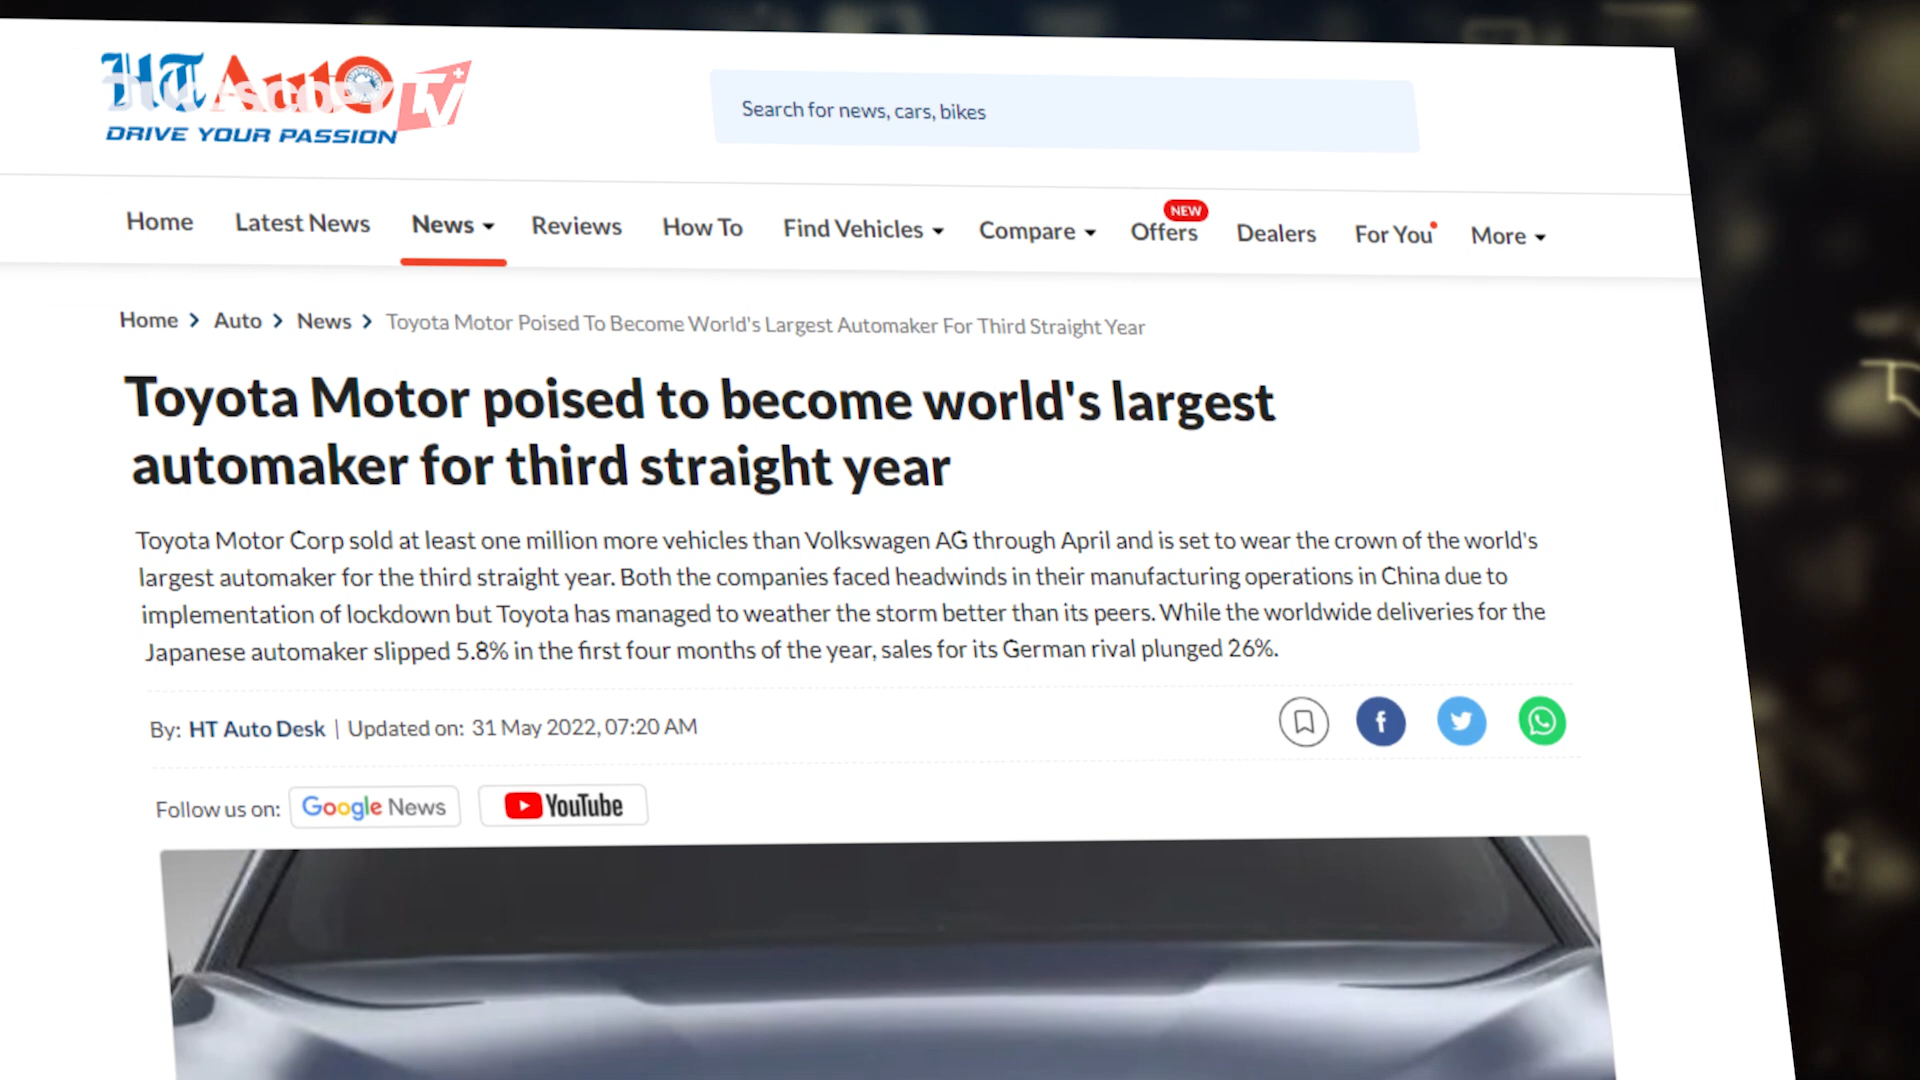 HT Auto
TV
DRIVE YOUR PASSION
Search for news, cars, bikes
Home Latest News News Reviews How To Find Vehicles Compare NEW Offers Dealers For You More
Home > Auto > News > Toyota Motor Poised To Become World's Largest Automaker For Third Straight Year
Toyota Motor poised to become world's largest
automaker for third straight year
Toyota Motor Corp sold at least one million more vehicles than Volkswagen AG through April and is set to wear the crown of the world's
largest automaker for the third straight year. Both the companies faced headwinds in their manufacturing operations in China due to
implementation of lockdown but Toyota has managed to weather the storm better than its peers. While the worldwide deliveries for the
Japanese automaker slipped 5.8% in the first four months of the year, sales for its German rival plunged 26%.
By: HT Auto Desk | Updated on: 31 May 2022, 07:20 AM
Follow us on: Google News YouTube